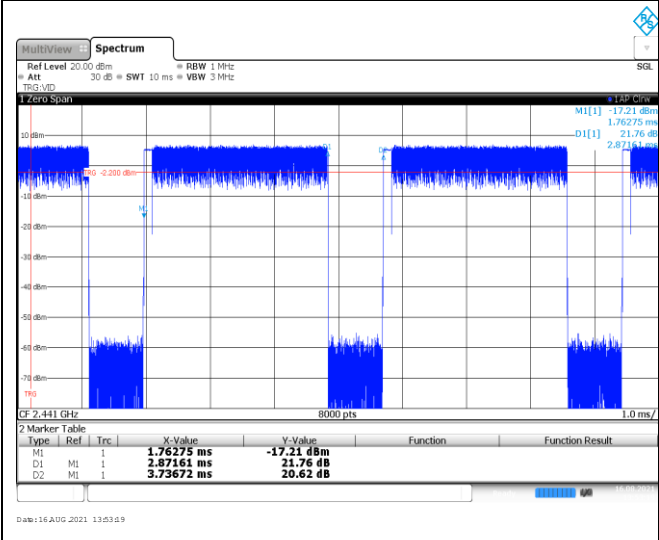 R&S
MultiView Spectrum
Ref Level 20.00 dBm RBW 1 MHz SGL
Att 30 dB SWT 10 ms VBW 3 MHz
TRG:VID
1 Zero Span 1AP Clrw
M1[1] -17.21 dBm
1.76275 ms
D1[1] 21.76 dB
2.87161 ms
10 dBm
D1 D2
TRG -2.200 dBm
-10 dBm
M1
-20 dBm
-30 dBm
-40 dBm
-50 dBm
-60 dBm
-70 dBm
TRG
CF 2.441 GHz 8000 pts 1.0 ms/
2 Marker Table
Type Ref Trc X-Value Y-Value Function Function Result
M1 1 1.76275 ms -17.21 dBm
D1 M1 1 2.87161 ms 21.76 dB
D2 M1 1 3.73672 ms 20.62 dB
16.08.2021
Date:16.AUG.2021 13:53:19